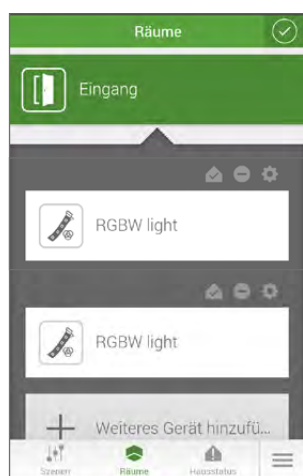 Räume
Eingang
RGBW light
RGBW light
Weiteres Gerät hinzufü...
Szenen Räume Hausstatus